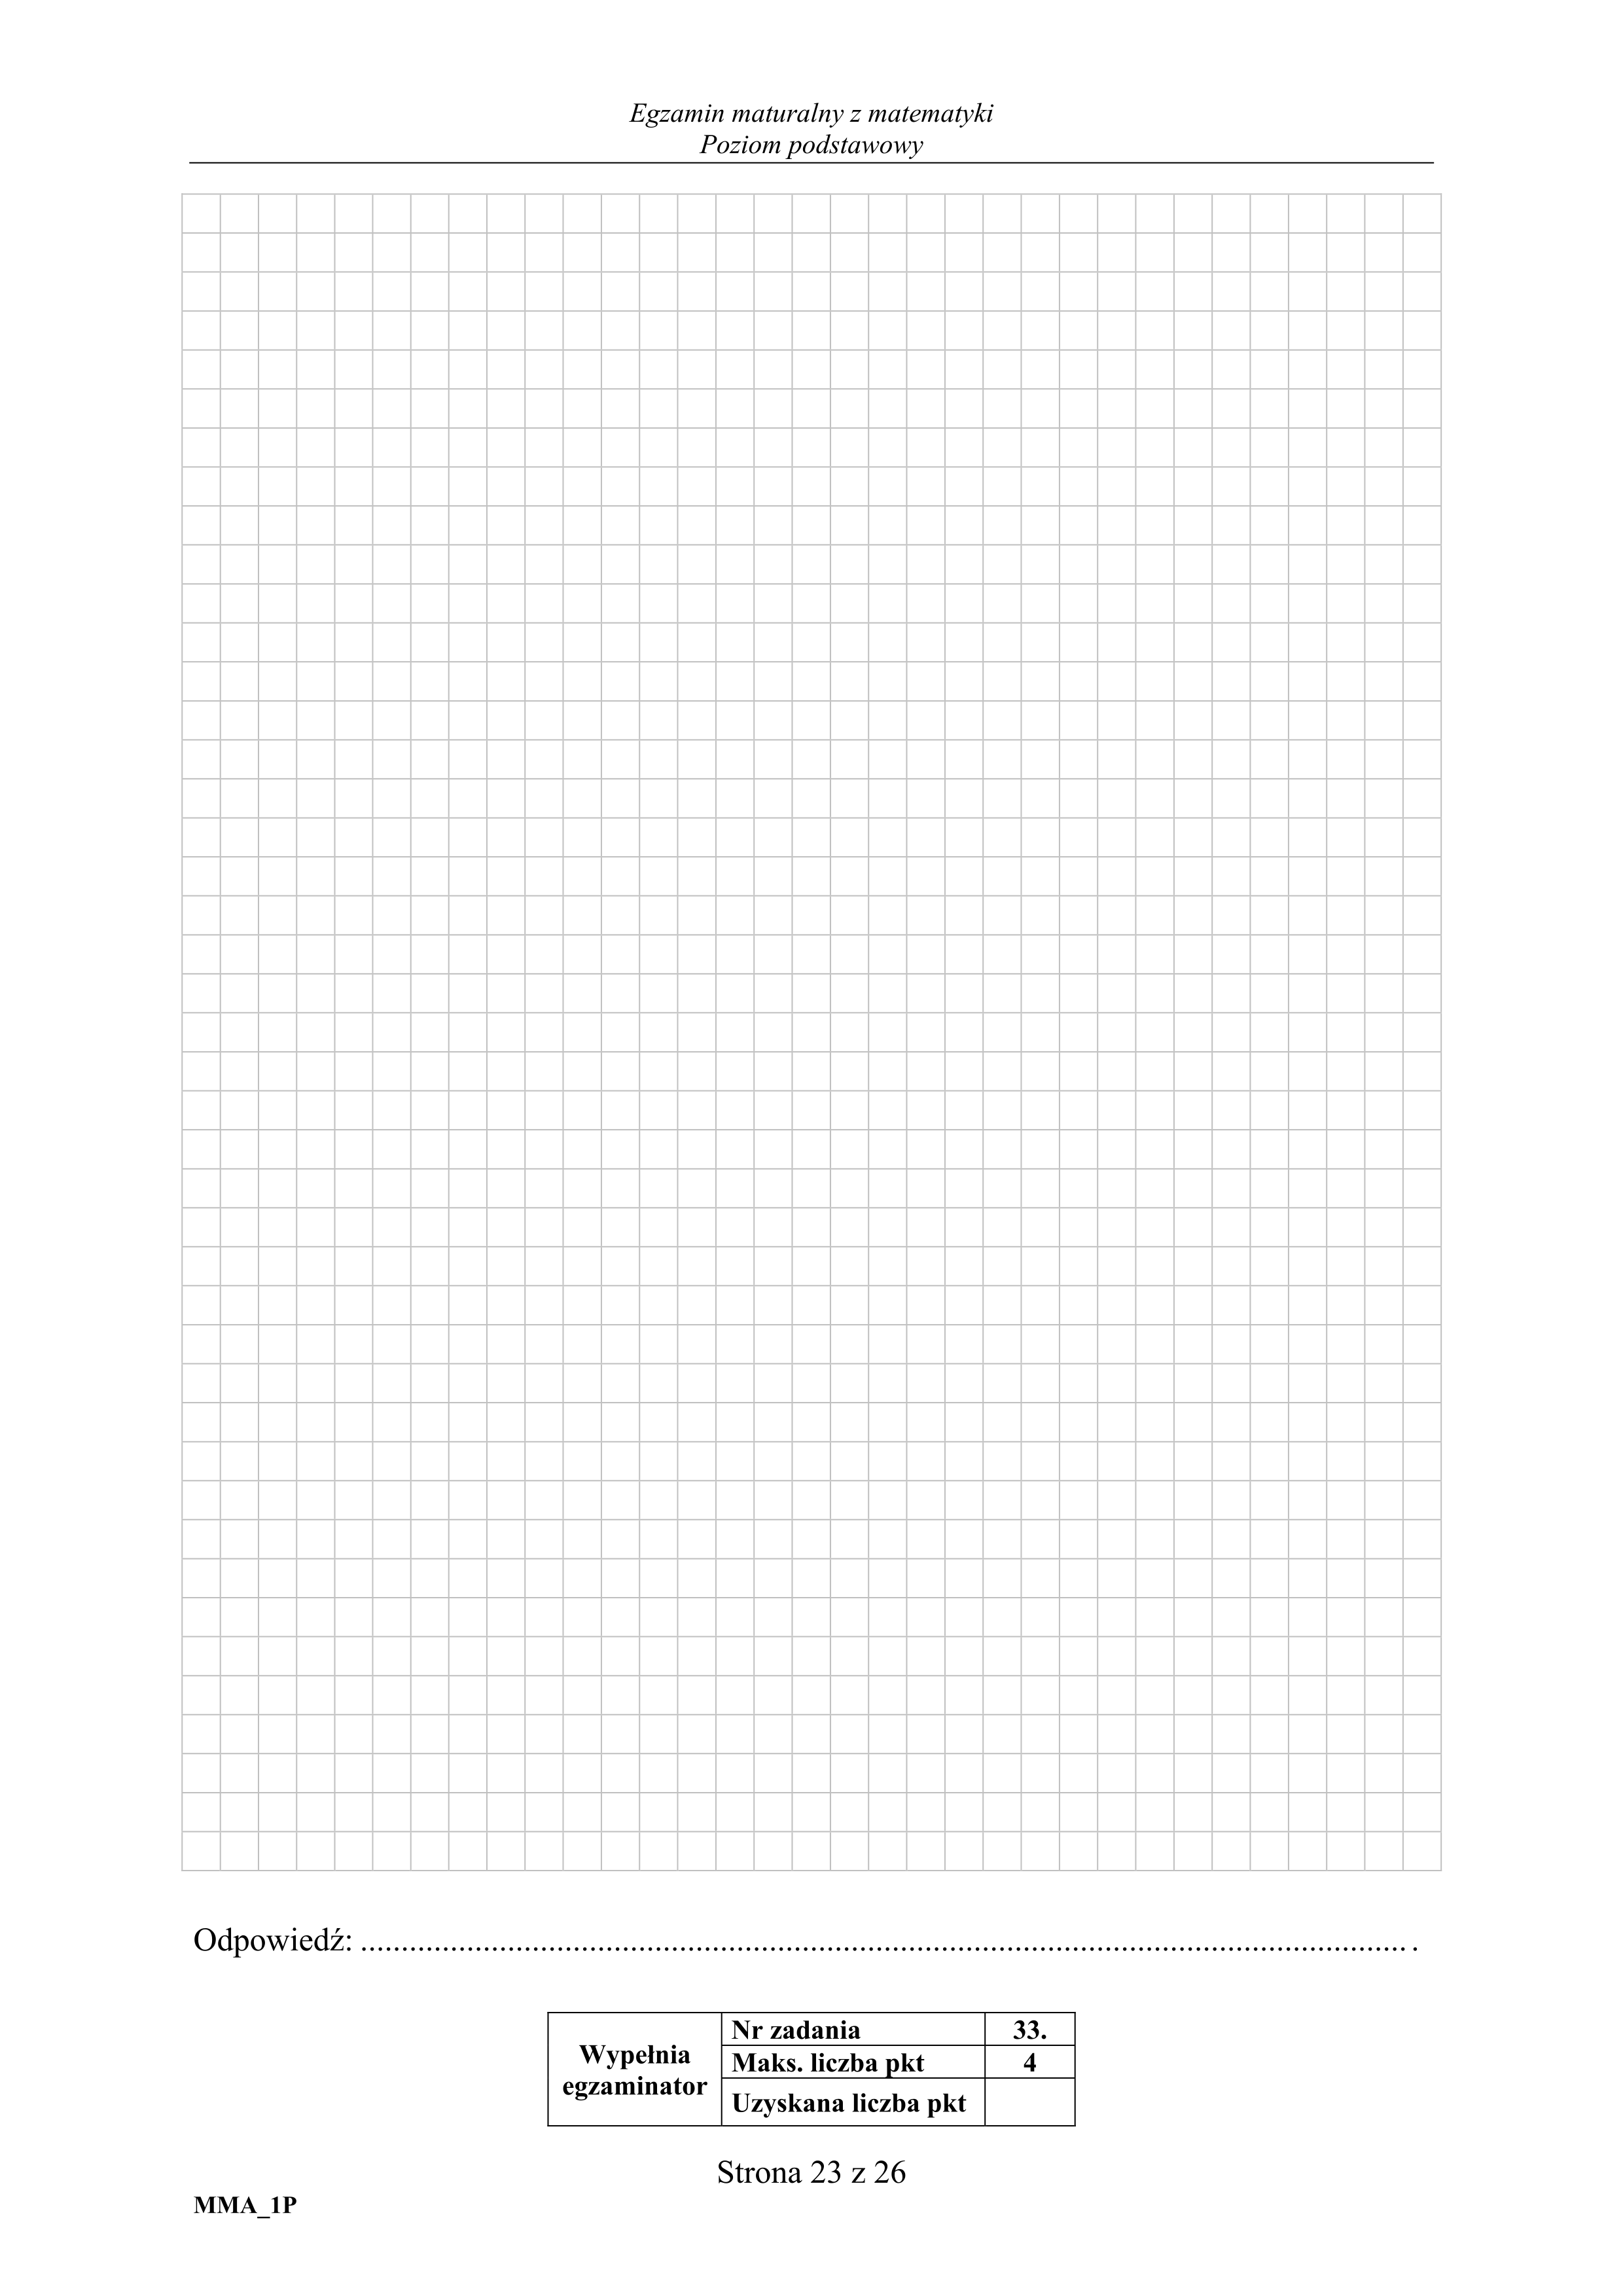 Egzamin maturalny z matematyki
Poziom podstawowy
Odpowiedź: ................................................................................................................................ .
Wypełnia egzaminator
Nr zadania 33.
Maks. liczba pkt 4
Uzyskana liczba pkt
Strona 23 z 26
MMA_1P